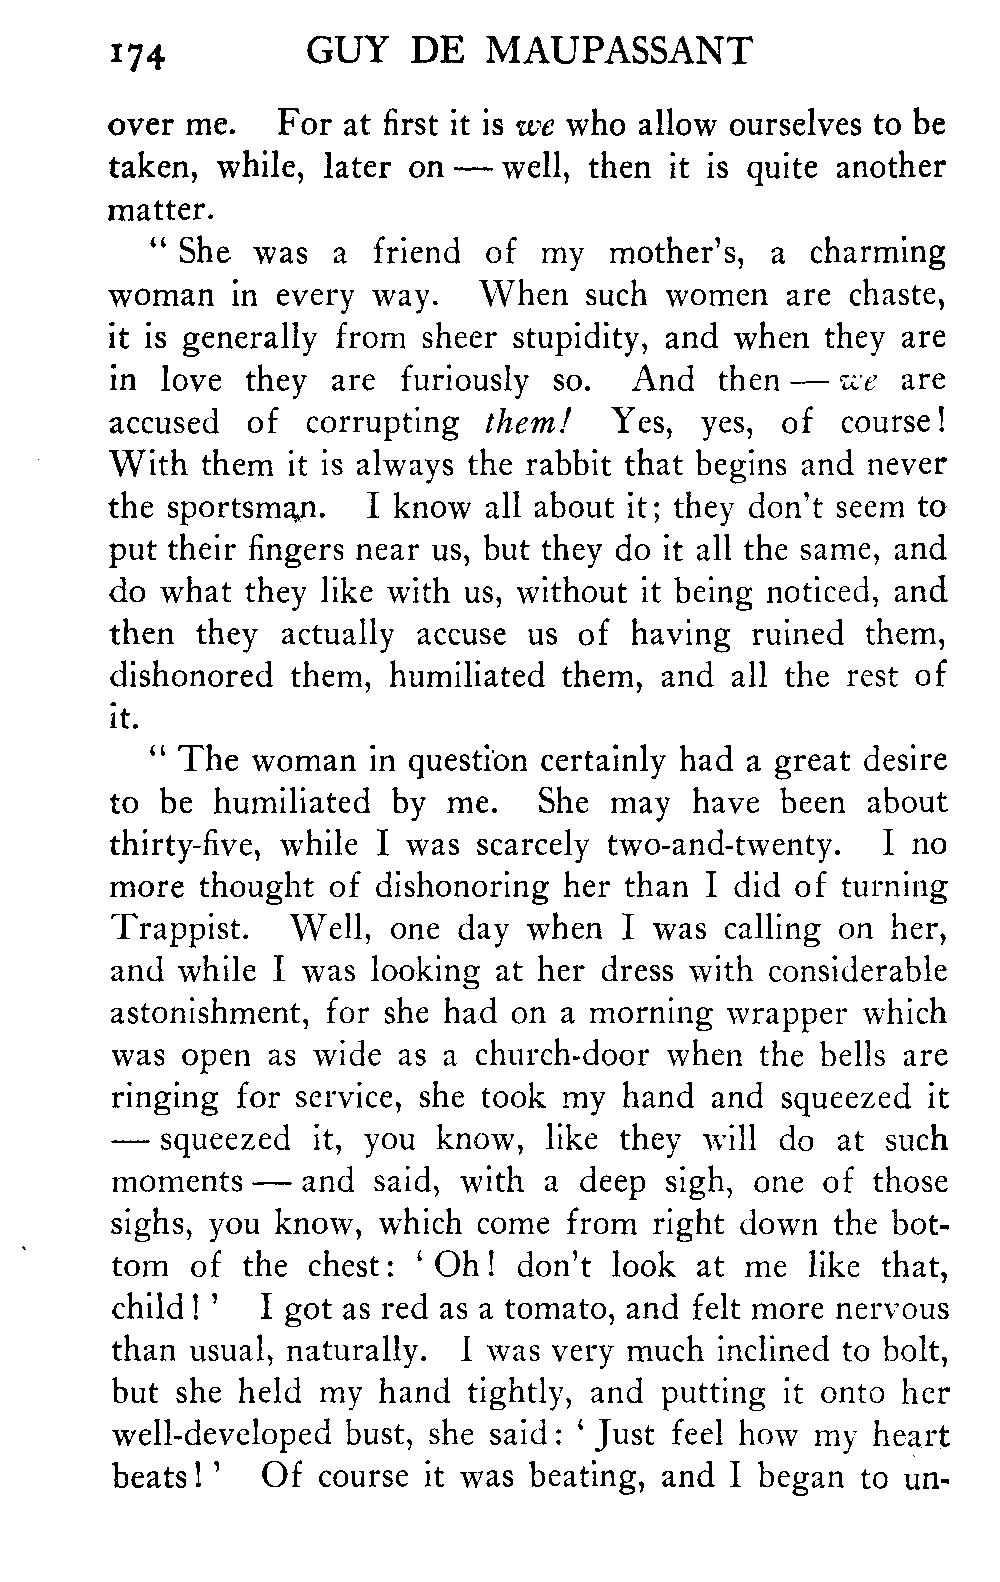 174 GUY DE MAUPASSANT
over me. For at first it is we who allow ourselves to be
taken, while, later on — well, then it is quite another
matter.
“ She was a friend of my mother's, a charming
woman in every way. When such women are chaste,
it is generally from sheer stupidity, and when they are
in love they are furiously so. And then — we are
accused of corrupting them! Yes, yes, of course!
With them it is always the rabbit that begins and never
the sportsman. I know all about it; they don't seem to
put their fingers near us, but they do it all the same, and
do what they like with us, without it being noticed, and
then they actually accuse us of having ruined them,
dishonored them, humiliated them, and all the rest of
it.
“ The woman in question certainly had a great desire
to be humiliated by me. She may have been about
thirty-five, while I was scarcely two-and-twenty. I no
more thought of dishonoring her than I did of turning
Trappist. Well, one day when I was calling on her,
and while I was looking at her dress with considerable
astonishment, for she had on a morning wrapper which
was open as wide as a church-door when the bells are
ringing for service, she took my hand and squeezed it
— squeezed it, you know, like they will do at such
moments — and said, with a deep sigh, one of those
sighs, you know, which come from right down the bot-
tom of the chest: ‘ Oh! don't look at me like that,
child! ’ I got as red as a tomato, and felt more nervous
than usual, naturally. I was very much inclined to bolt,
but she held my hand tightly, and putting it onto her
well-developed bust, she said: ‘ Just feel how my heart
beats! ’ Of course it was beating, and I began to un-